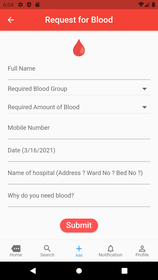 6:04
Request for Blood
Full Name
Required Blood Group
Required Amount of Blood
Mobile Number
Date (3/16/2021)
Name of hospital (Address ? Ward No ? Bed No ?)
Why do you need blood?
Submit
Home Search Add Notification Profile